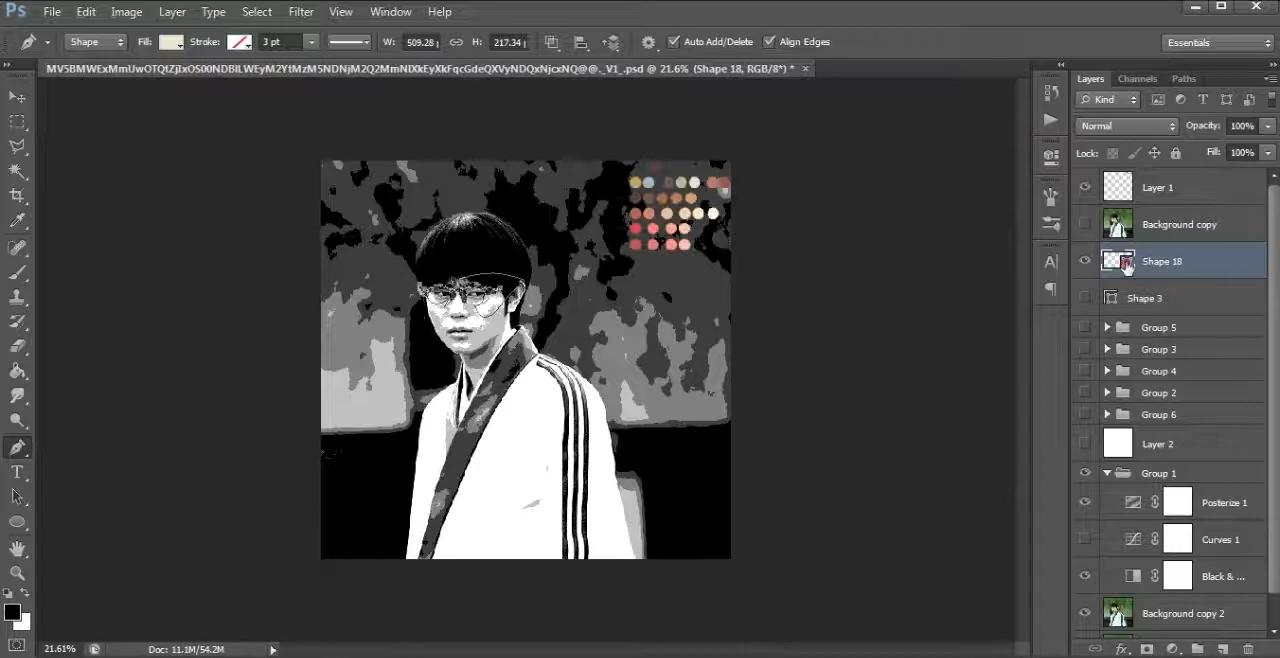 Ps File Edit Image Layer Type Select Filter View Window Help
Shape Fill: Stroke: 3 pt W: 509.28 H: 217.34 Auto Add/Delete Align Edges Essentials
MV5BMWExMmUwOTQtZjIxOS00NDBlLWEyM2YtMzM5NDNjM2Q2MmNlXkEyXkFqcGdeQXVyNDQxNjcxNQ@@._V1_.psd @ 21.6% (Shape 18, RGB/8*) * ×
Layers Channels Paths
Kind
Normal Opacity: 100%
Lock: Fill: 100%
Layer 1
Background copy
Shape 18
Shape 3
Group 5
Group 3
Group 4
Group 2
Group 6
Layer 2
Group 1
Posterize 1
Curves 1
Black & ...
Background copy 2
21.61% Doc: 11.1M/54.2M